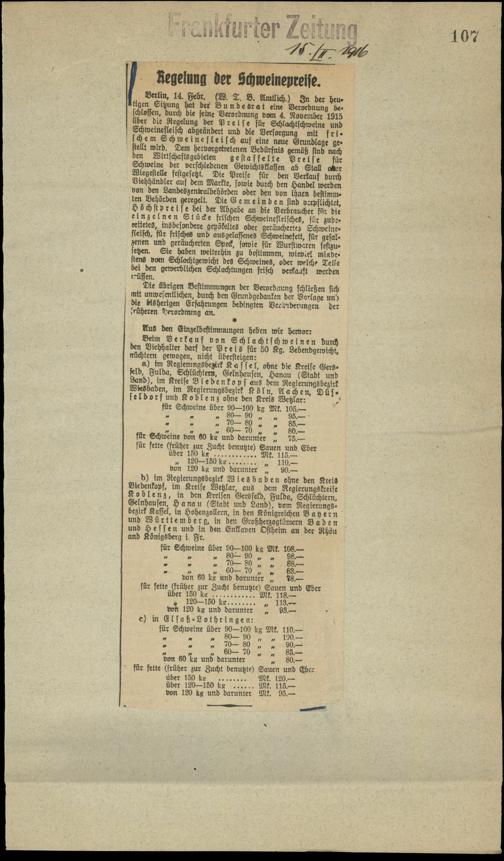 Frankfurter Zeitung
107
15./II. 1916
Regelung der Schweinepreise.
Berlin, 14. Febr. (W. T. B. Amtlich.) In der heu-
tigen Sitzung hat der Bundesrat eine Verordnung be-
schlossen, durch die seine Verordnung vom 4. November 1915
über die Regelung der Preise für Schlachtschweine und
Schweinefleisch abgeändert und die Versorgung mit fri-
schem Schweinefleisch auf eine neue Grundlage ge-
stellt wird. Dem hervorgetretenen Bedürfnis gemäß sind nach
den Wirtschaftsgebieten gestaffelte Preise für
Schweine der verschiedenen Gewichtsklassen ab Stall oder
Wiegestelle festgesetzt. Die Preise für den Verkauf durch
Viehhändler auf dem Markte, sowie durch den Handel werden
von den Landeszentralbehörden oder den von ihnen bestimm-
ten Behörden geregelt. Die Gemeinden sind verpflichtet,
Höchstpreise bei der Abgabe an die Verbraucher für die
einzelnen Stücke frischen Schweinefleisches, für zube-
reitetes, insbesondere gepökeltes oder geräuchertes Schweine-
fleisch, für frisches und ausgelassenes Schweinefett, für gesal-
zenen und geräucherten Speck, sowie für Wurstwaren festzu-
setzen. Sie haben weiterhin zu bestimmen, wieviel minde-
stens vom Schlachtgewicht des Schweines, oder welche Teile
bei den gewerblichen Schlachtungen frisch verkauft werden
müssen.
Die übrigen Bestimmungen der Verordnung schließen sich
mit unwesentlichen, durch den Grundgedanken der Vorlage und
die bisherigen Erfahrungen bedingten Veränderungen der
früheren Verordnung an.
*
Aus den Einzelbestimmungen heben wir hervor:
Beim Verkauf von Schlachtschweinen durch
den Viehhalter darf der Preis für 50 Kg. Lebendgewicht,
nüchtern gewogen, nicht übersteigen:
a) im Regierungsbezirk Kassel, ohne die Kreise Gers-
feld, Fulda, Schlüchtern, Gelnhausen, Hanau (Stadt und
Land), im Kreise Biedenkopf aus dem Regierungsbezirk
Wiesbaden, im Regierungsbezirk Köln, Aachen, Düs-
seldorf und Koblenz ohne den Kreis Wetzlar:
für Schweine über 90—100 kg Mk. 105.—
„ „ „ 80— 90 „ „ 95.—
„ „ „ 70— 80 „ „ 85.—
„ „ „ 60— 70 „ „ 80.—
für Schweine von 60 kg und darunter „ 75.—
für fette (früher zur Zucht benutzte) Sauen und Eber
über 150 kg ............ Mk. 115.—
„ 120—150 kg ........ „ 110.—
von 120 kg und darunter „ 90.—
b) im Regierungsbezirk Wiesbaden ohne den Kreis
Biedenkopf, im Kreise Wetzlar, aus dem Regierungskreise
Koblenz, in den Kreisen Gersfeld, Fulda, Schlüchtern,
Gelnhausen, Hanau (Stadt und Land), vom Regierungs-
bezirk Kassel, in Hohenzollern, in den Königreichen Bayern
und Württemberg, in den Großherzogtümern Baden
und Hessen und in den Enklaven Ostheim an der Rhön
und Königsberg i. Fr.
für Schweine über 90—100 kg Mk. 108.—
„ „ „ 80— 90 „ „ 98.—
„ „ „ 70— 80 „ „ 88.—
„ „ „ 60— 70 „ „ 83.—
von 60 kg und darunter „ 78.—
für fette (früher zur Zucht benutzte) Sauen und Eber
über 150 kg ............ Mk. 118.—
„ 120—150 kg ........ „ 113.—
von 120 kg und darunter „ 93.—
c) in Elsaß-Lothringen:
für Schweine über 90—100 kg Mk. 110.—
„ „ „ 80— 90 „ „ 100.—
„ „ „ 70— 80 „ „ 90.—
„ „ „ 60— 70 „ „ 85.—
von 60 kg und darunter „ 80.—
für fette (früher zur Zucht benutzte) Sauen und Eber
über 150 kg ........ Mk. 120.—
über 120—150 kg ...... Mk. 115.—
von 120 kg und darunter Mk. 95.—